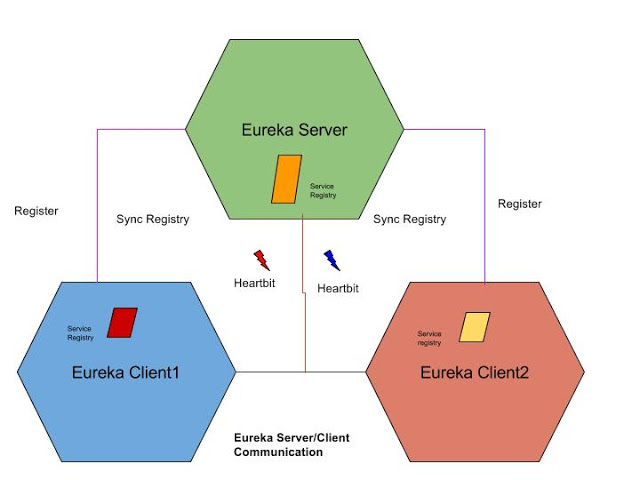 Eureka Server
Service
Registry
Register
Sync Registry
Sync Registry
Register
Heartbit
Heartbit
Service
Registry
Eureka Client1
Service
registry
Eureka Client2
Eureka Server/Client
Communication